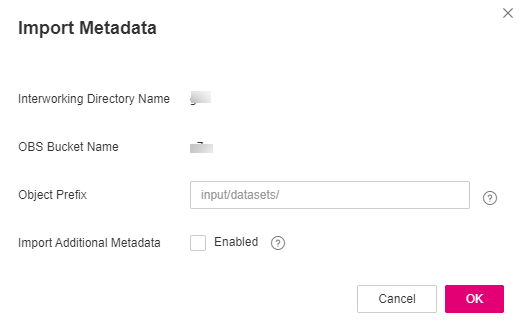 Import Metadata
Interworking Directory Name
OBS Bucket Name
Object Prefix input/datasets/ ?
Import Additional Metadata Enabled ?
Cancel OK